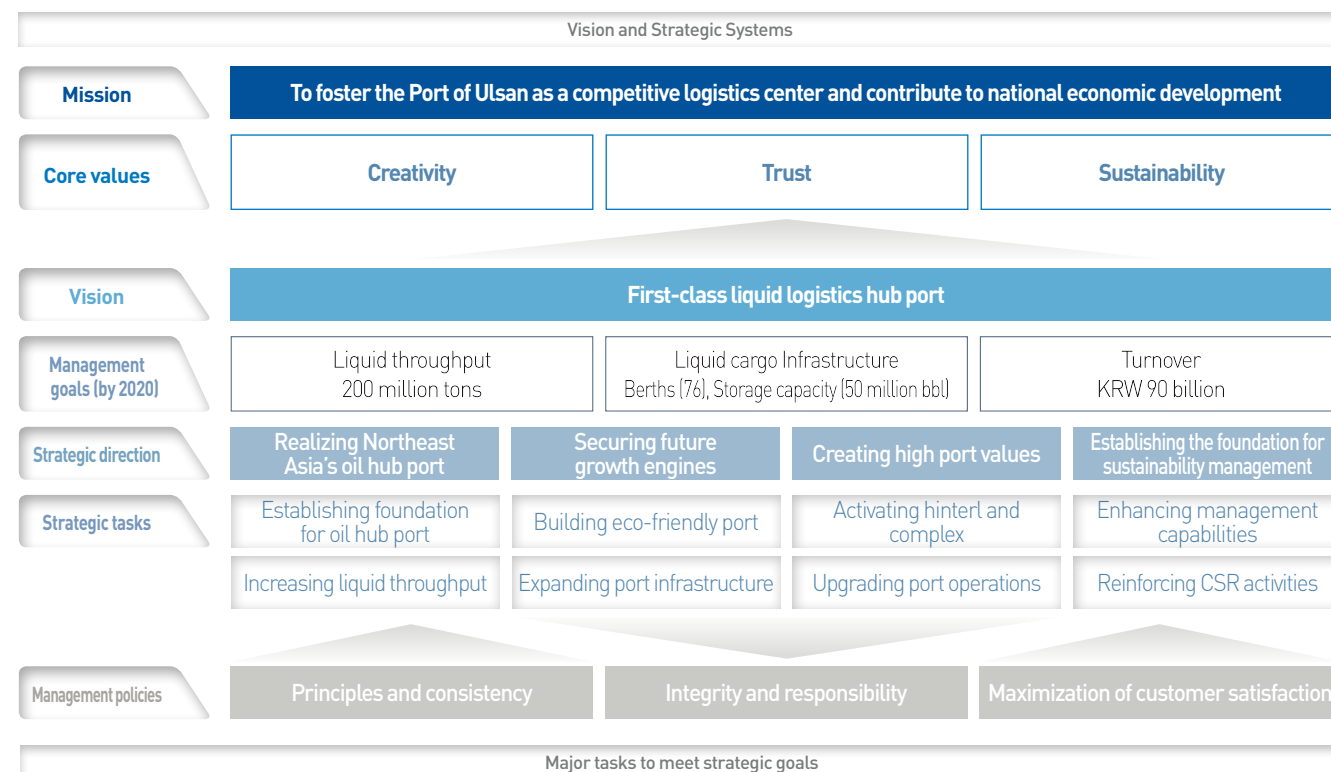 Vision and Strategic Systems
Mission
To foster the Port of Ulsan as a competitive logistics center and contribute to national economic development
Core values
Creativity
Trust
Sustainability
Vision
First-class liquid logistics hub port
Management
goals (by 2020)
Liquid throughput
200 million tons
Liquid cargo Infrastructure
Berths (76), Storage capacity (50 million bbl)
Turnover
KRW 90 billion
Strategic direction
Realizing Northeast
Asia's oil hub port
Securing future
growth engines
Creating high port values
Establishing the foundation for
sustainability management
Strategic tasks
Establishing foundation
for oil hub port
Building eco-friendly port
Activating hinterl and
complex
Enhancing management
capabilities
Increasing liquid throughput
Expanding port infrastructure
Upgrading port operations
Reinforcing CSR activities
Management policies
Principles and consistency
Integrity and responsibility
Maximization of customer satisfaction
Major tasks to meet strategic goals